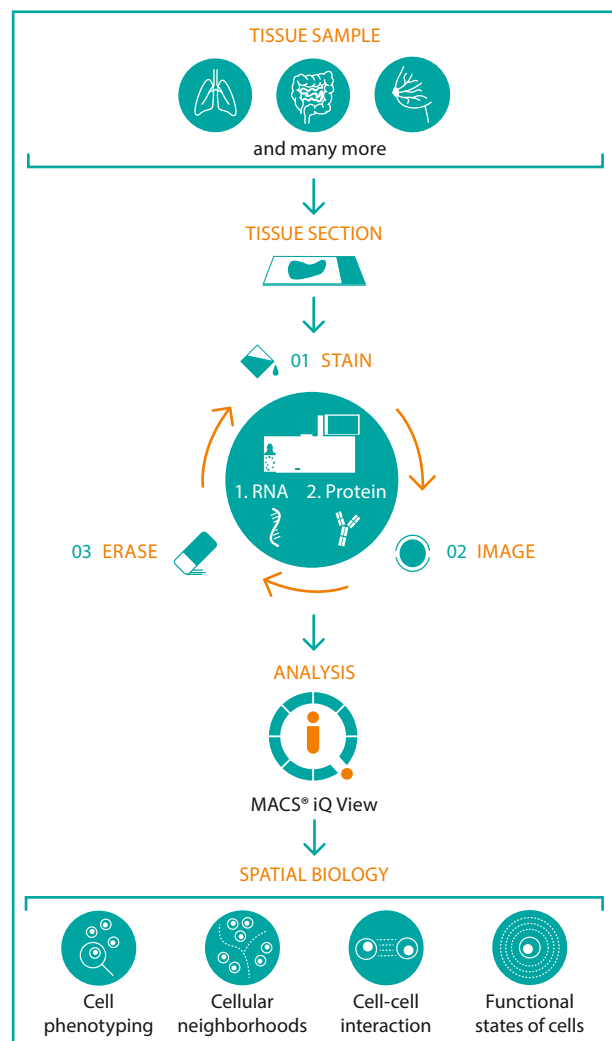 TISSUE SAMPLE
and many more
TISSUE SECTION
01 STAIN
1. RNA 2. Protein
03 ERASE
02 IMAGE
ANALYSIS
MACS® iQ View
SPATIAL BIOLOGY
Cell
phenotyping
Cellular
neighborhoods
Cell-cell
interaction
Functional
states of cells